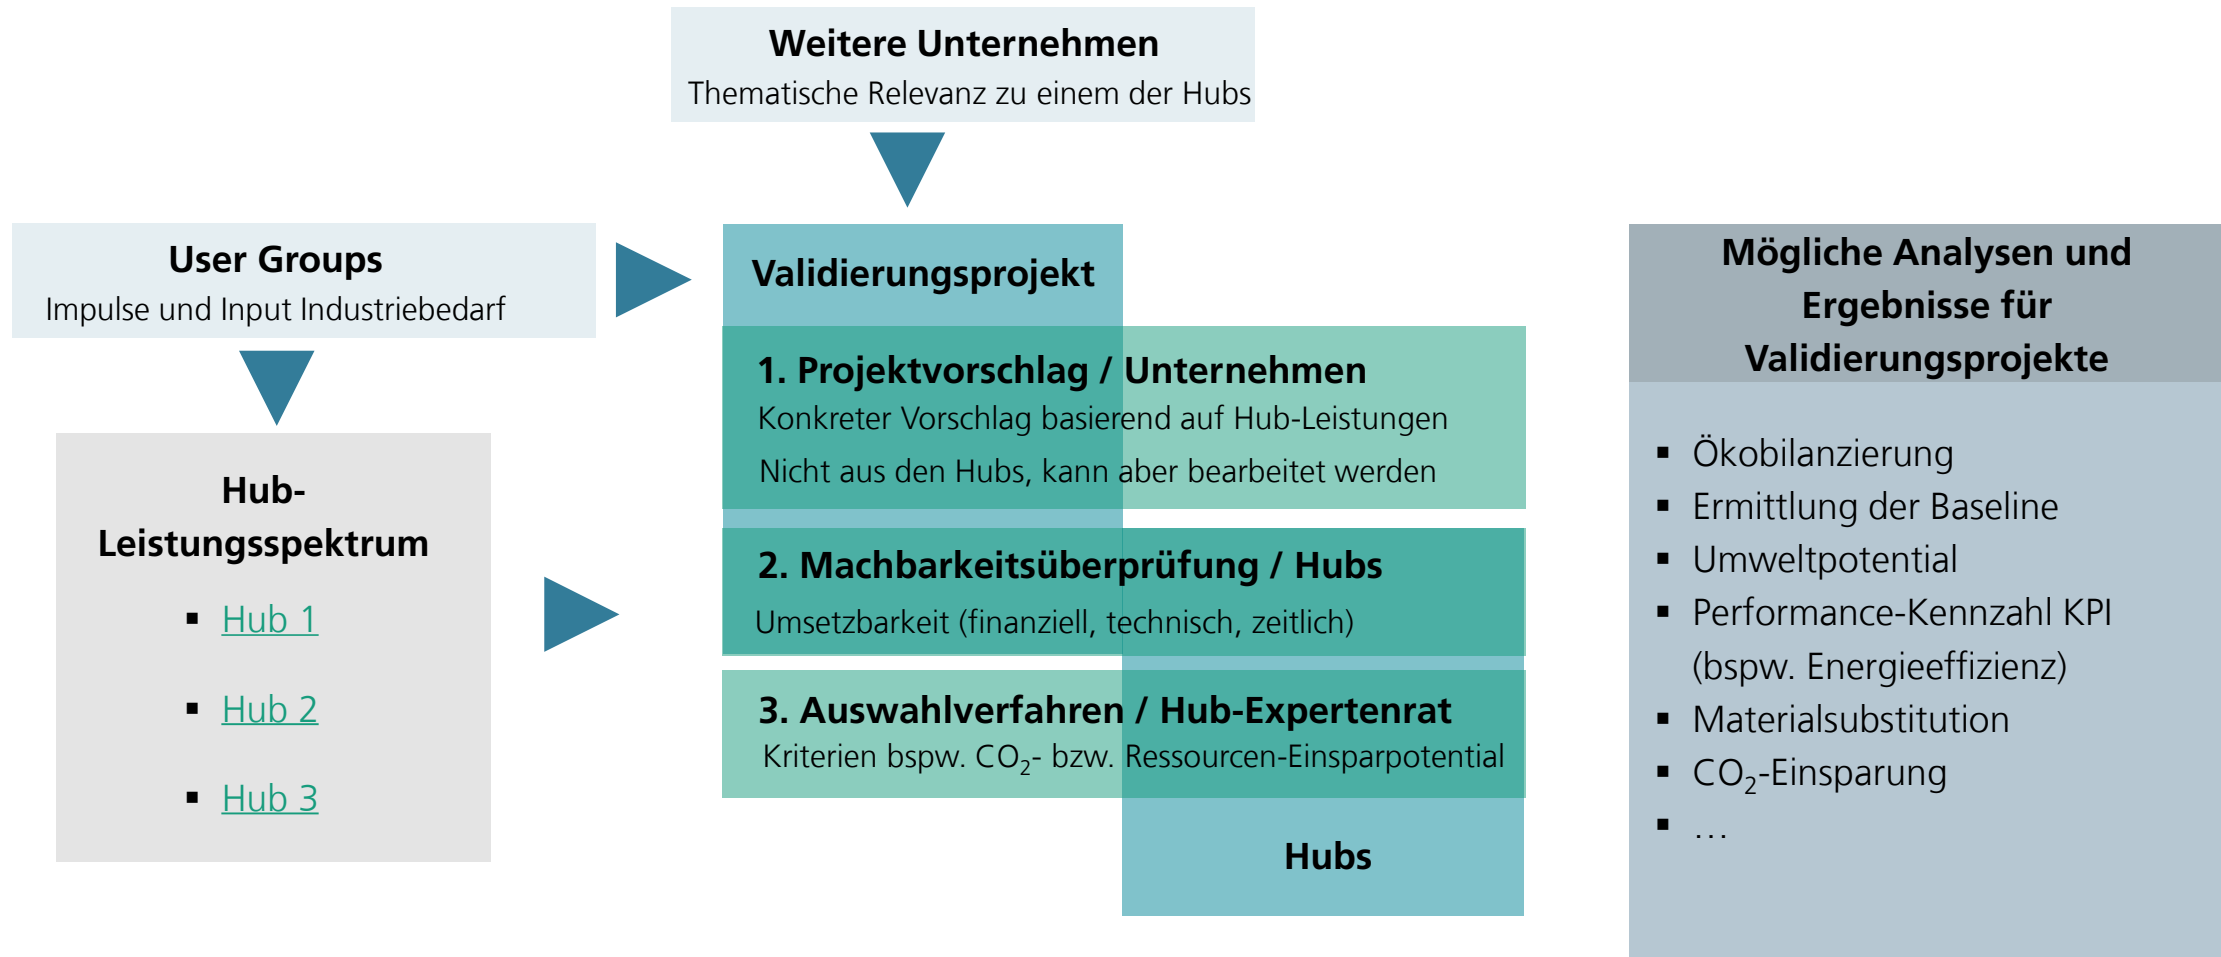 Weitere Unternehmen
Thematische Relevanz zu einem der Hubs
User Groups
Impulse und Input Industriebedarf
Hub-
Leistungsspektrum
▪ Hub 1
▪ Hub 2
▪ Hub 3
Validierungsprojekt
1. Projektvorschlag / Unternehmen
Konkreter Vorschlag basierend auf Hub-Leistungen
Nicht aus den Hubs, kann aber bearbeitet werden
2. Machbarkeitsüberprüfung / Hubs
Umsetzbarkeit (finanziell, technisch, zeitlich)
3. Auswahlverfahren / Hub-Expertenrat
Kriterien bspw. CO₂- bzw. Ressourcen-Einsparpotential
Hubs
Mögliche Analysen und
Ergebnisse für
Validierungsprojekte
▪ Ökobilanzierung
▪ Ermittlung der Baseline
▪ Umweltpotential
▪ Performance-Kennzahl KPI
(bspw. Energieeffizienz)
▪ Materialsubstitution
▪ CO₂-Einsparung
▪ …